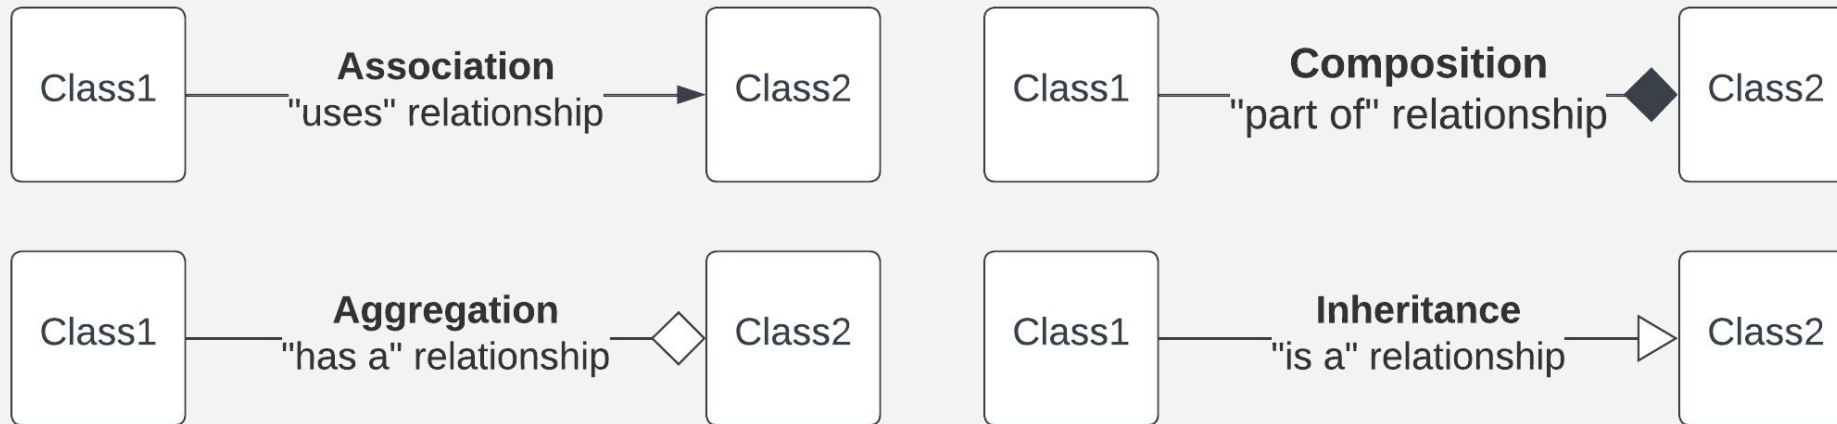 Class1
Association
"uses" relationship
Class2
Class1
Composition
"part of" relationship
Class2
Class1
Aggregation
"has a" relationship
Class2
Class1
Inheritance
"is a" relationship
Class2